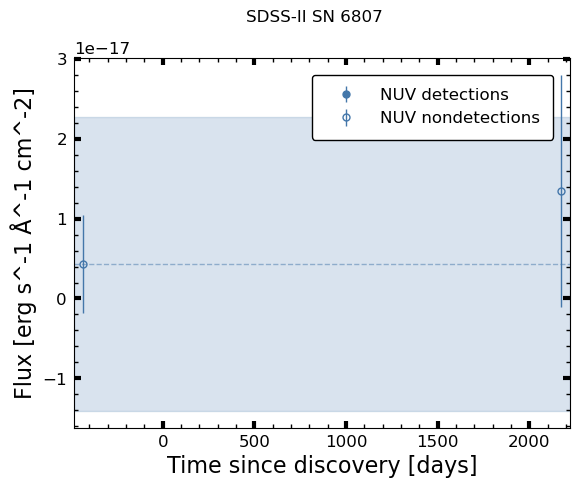 SDSS-II SN 6807
1e−17
NUV detections
NUV nondetections
3
2
1
0
−1
Flux [erg s^-1 Å^-1 cm^-2]
0 500 1000 1500 2000
Time since discovery [days]